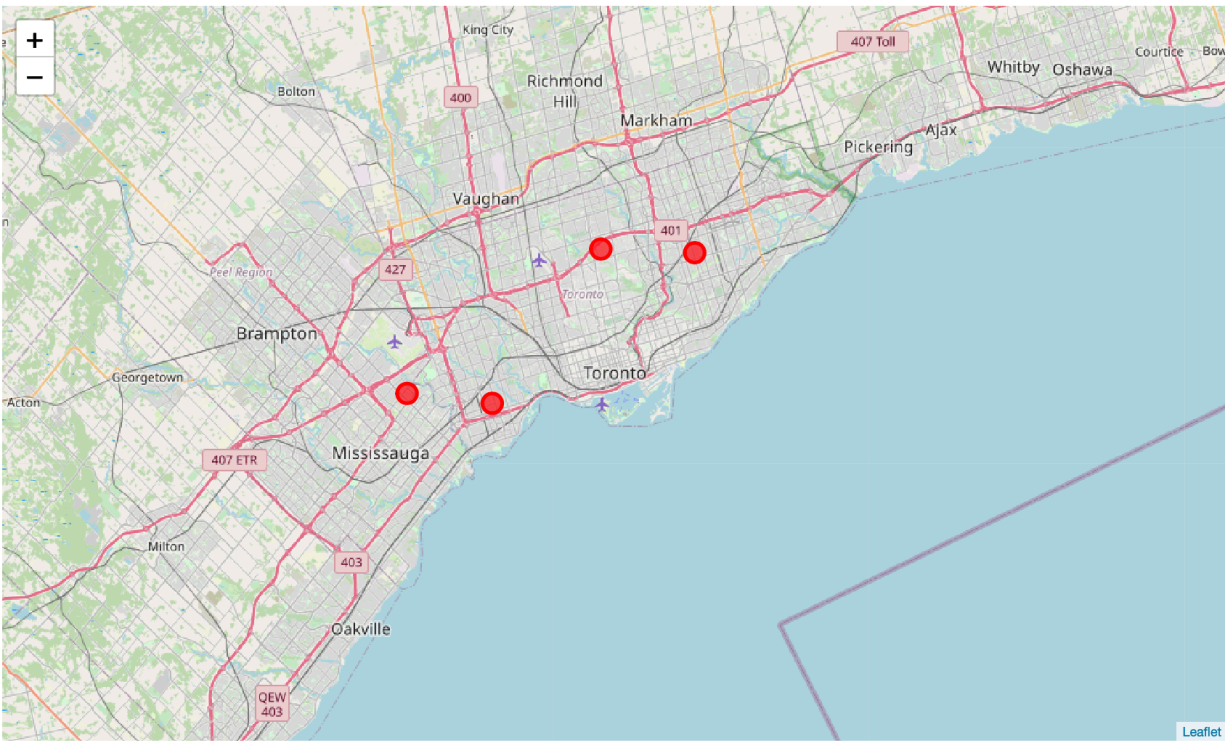 +
−
King City
407 Toll
Courtice
Bow
Whitby
Oshawa
Richmond
Hill
Bolton
400
Markham
Ajax
Pickering
Vaughan
401
Peel Region
427
Toronto
Brampton
Georgetown
Toronto
Acton
Mississauga
407 ETR
Milton
403
Oakville
QEW
403
Leaflet